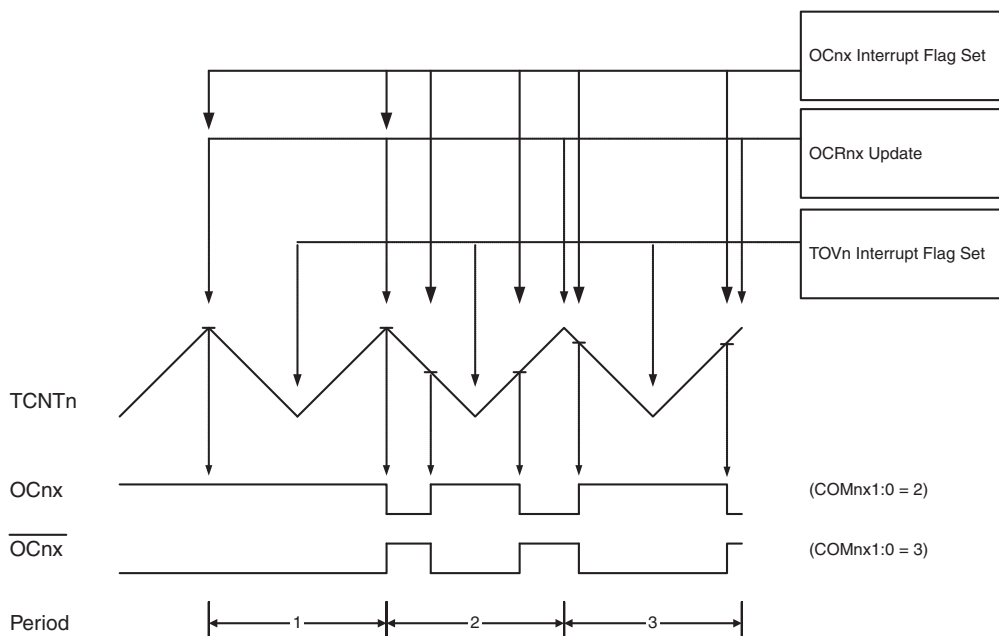 OCnx Interrupt Flag Set
OCRnx Update
TOVn Interrupt Flag Set
TCNTn
OCnx
(COMnx1:0 = 2)
OCnx
(COMnx1:0 = 3)
Period
1
2
3